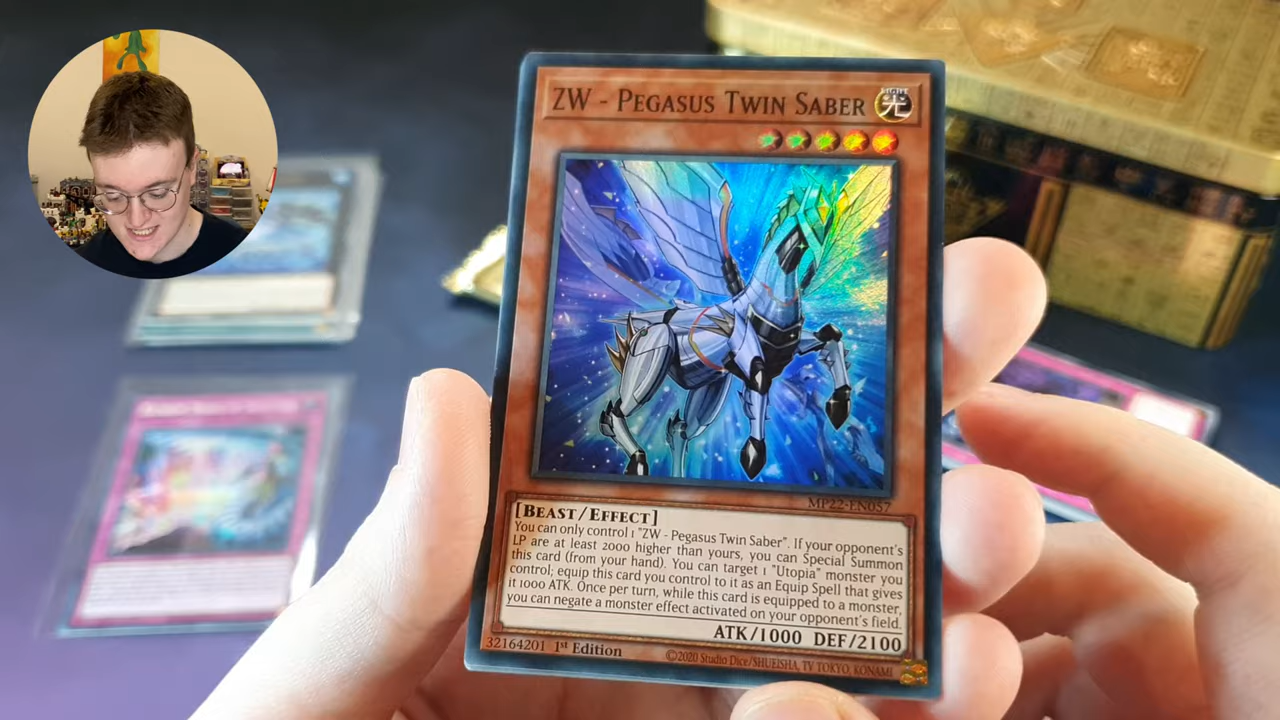 ZW - Pegasus Twin Saber
LIGHT
光
MP22-EN057
[Beast/Effect]
You can only control 1 "ZW - Pegasus Twin Saber". If your opponent's
LP are at least 2000 higher than yours, you can Special Summon
this card (from your hand). You can target 1 "Utopia" monster you
control; equip this card you control to it as an Equip Spell that gives
it 1000 ATK. Once per turn, while this card is equipped to a monster,
you can negate a monster effect activated on your opponent's field.
ATK/1000 DEF/2100
32164201 1st Edition
©2020 Studio Dice/SHUEISHA, TV TOKYO, KONAMI